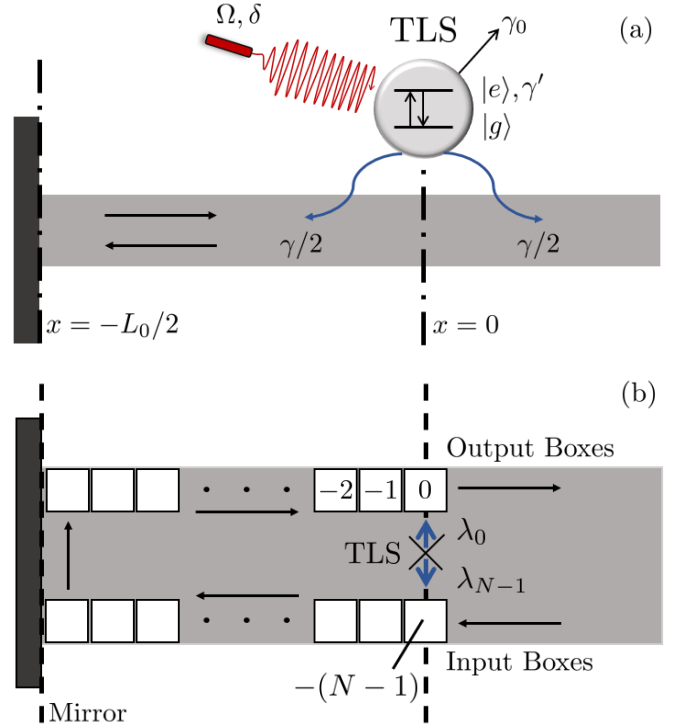 Ω, δ
TLS
γ₀
(a)
|e⟩, γ′
|g⟩
γ/2
γ/2
x = −L₀/2
x = 0
(b)
Output Boxes
−2 −1 0
TLS
λ₀
λ_{N−1}
−(N − 1)
Input Boxes
Mirror